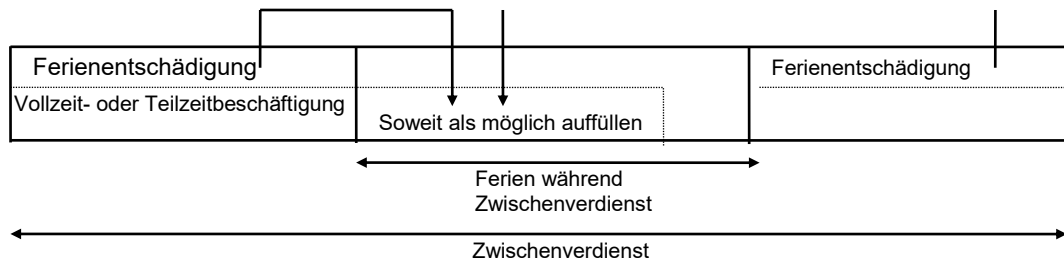 Ferienentschädigung
Ferienentschädigung
Vollzeit- oder Teilzeitbeschäftigung
Soweit als möglich auffüllen
Ferien während
Zwischenverdienst
Zwischenverdienst